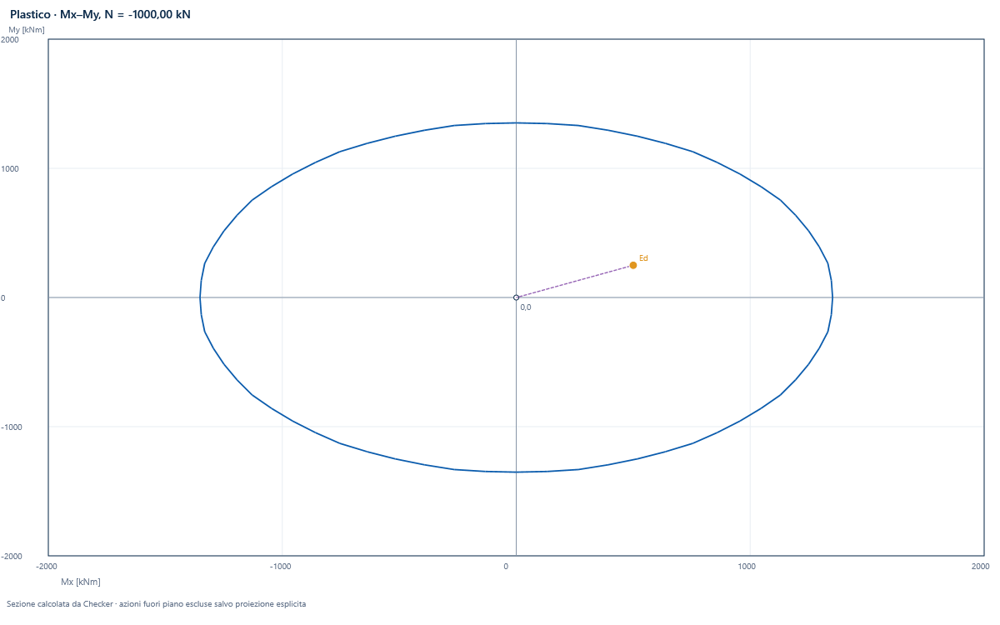 Plastico · Mx–My, N = -1000,00 kN
My [kNm]
2000
1000
0
-1000
-2000
Ed
0,0
-2000
-1000
0
1000
2000
Mx [kNm]
Sezione calcolata da Checker · azioni fuori piano escluse salvo proiezione esplicita